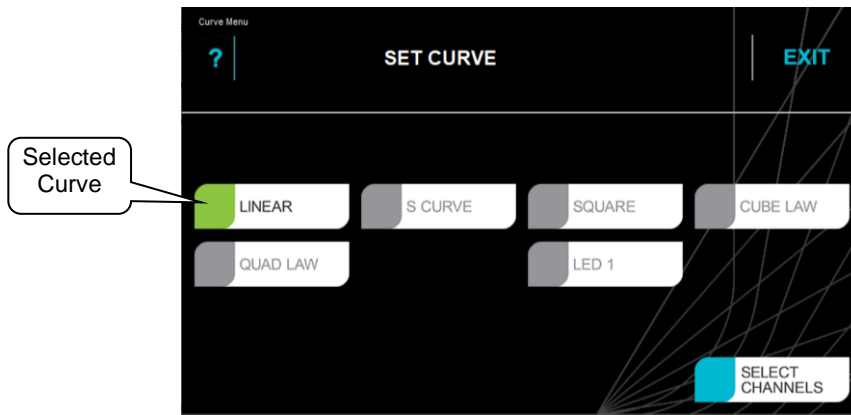 Curve Menu
?
SET CURVE
EXIT
Selected
Curve
LINEAR
S CURVE
SQUARE
CUBE LAW
QUAD LAW
LED 1
SELECT
CHANNELS